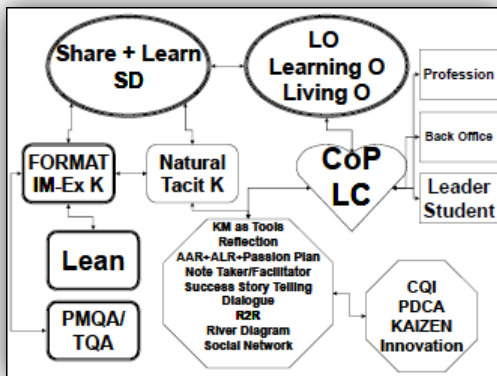 Share + Learn
SD
LO
Learning O
Living O
Profession
Back Office
Leader
Student
FORMAT
IM-Ex K
Natural
Tacit K
CoP
LC
Lean
PMQA/
TQA
KM as Tools
Reflection
AAR+ALR+Passion Plan
Note Taker/Facilitator
Success Story Telling
Dialogue
R2R
River Diagram
Social Network
CQI
PDCA
KAIZEN
Innovation